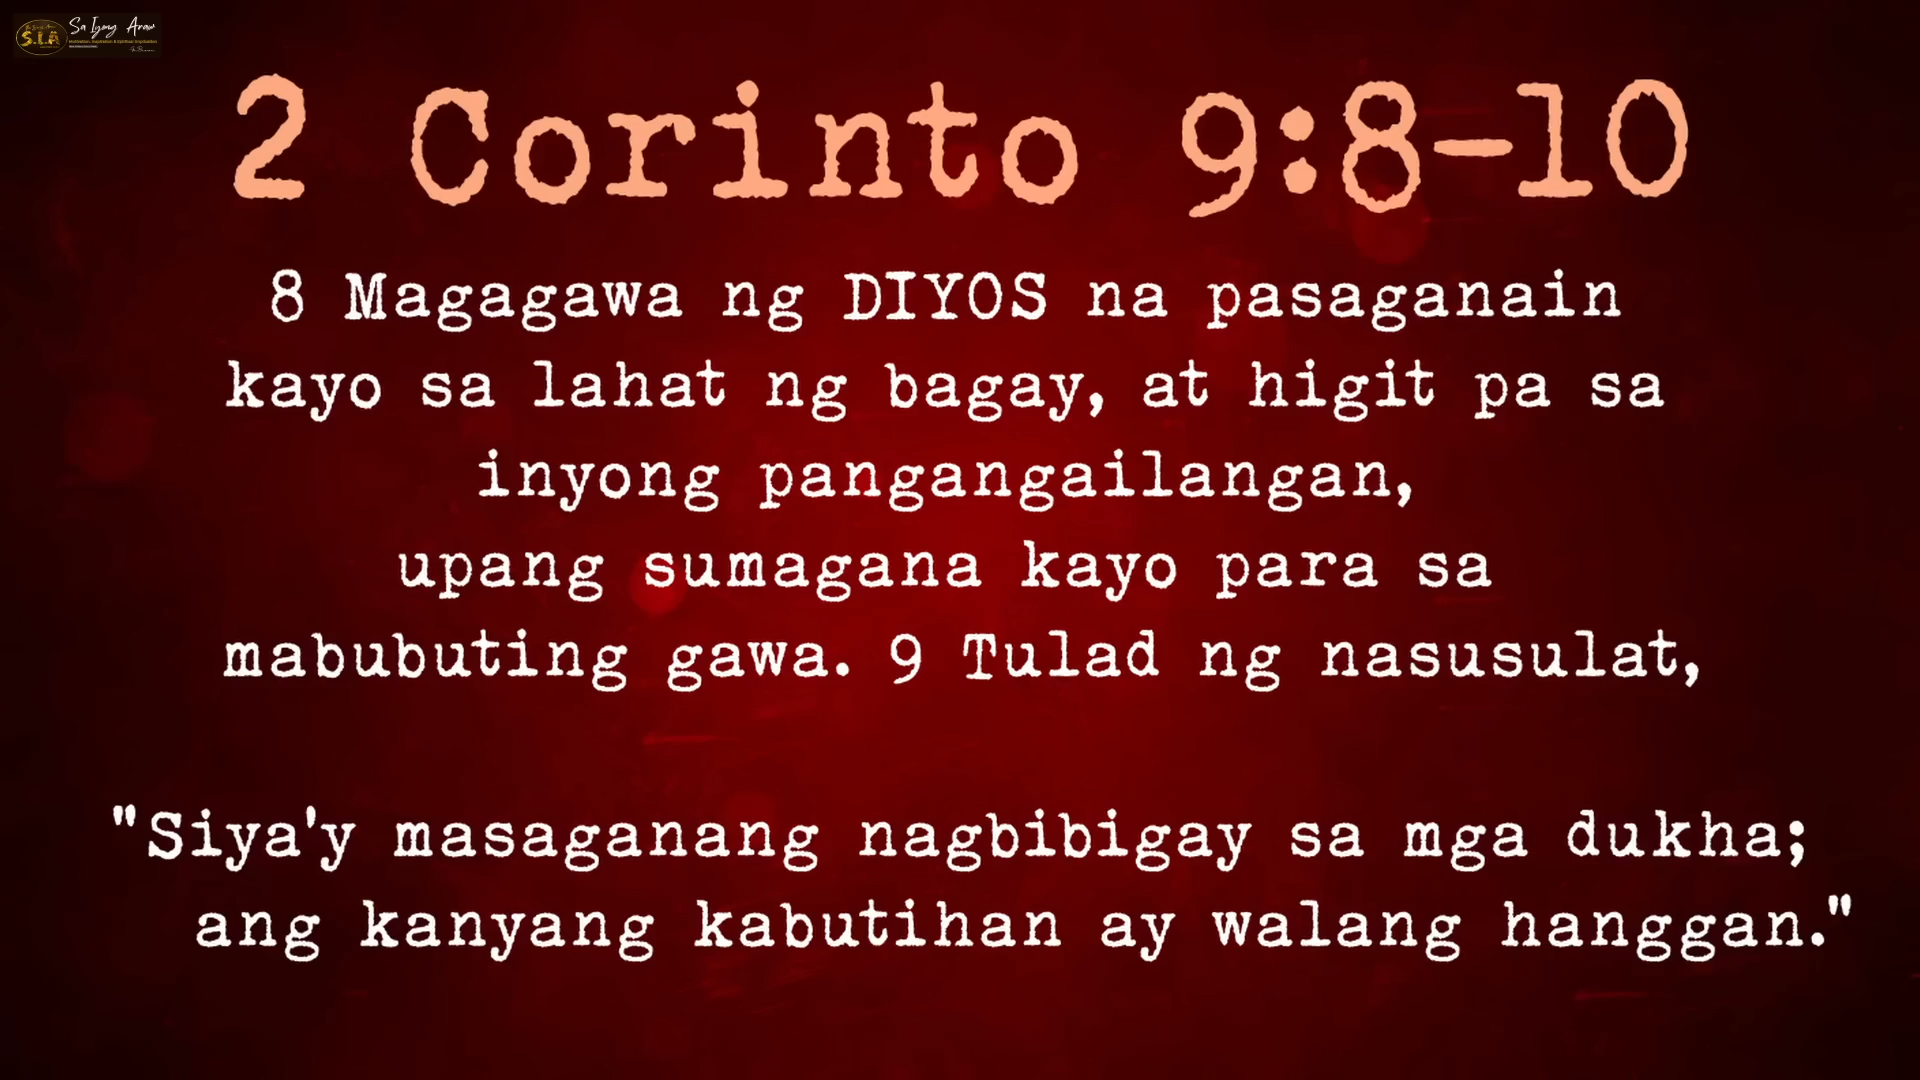 S.I.A
Sa Iyong Araw
2 Corinto 9:8-10
8 Magagawa ng DIYOS na pasaganain
kayo sa lahat ng bagay, at higit pa sa
inyong pangangailangan,
upang sumagana kayo para sa
mabubuting gawa. 9 Tulad ng nasusulat,
"Siya'y masaganang nagbibigay sa mga dukha;
ang kanyang kabutihan ay walang hanggan."